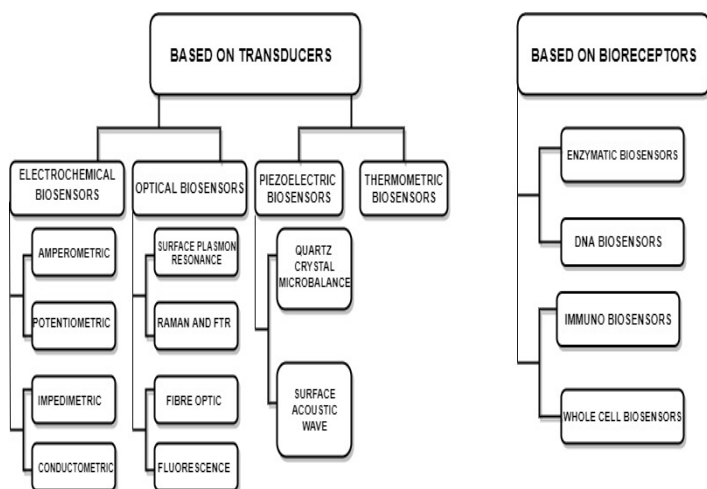 BASED ON TRANSDUCERS
ELECTROCHEMICAL
BIOSENSORS
OPTICAL BIOSENSORS
PIEZOELECTRIC
BIOSENSORS
THERMOMETRIC
BIOSENSORS
AMPEROMETRIC
POTENTIOMETRIC
IMPEDIMETRIC
CONDUCTOMETRIC
SURFACE PLASMON
RESONANCE
RAMAN AND FTR
FIBRE OPTIC
FLUORESCENCE
QUARTZ
CRYSTAL
MICROBALANCE
SURFACE
ACOUSTIC
WAVE
BASED ON BIORECEPTORS
ENZYMATIC BIOSENSORS
DNA BIOSENSORS
IMMUNO BIOSENSORS
WHOLE CELL BIOSENSORS